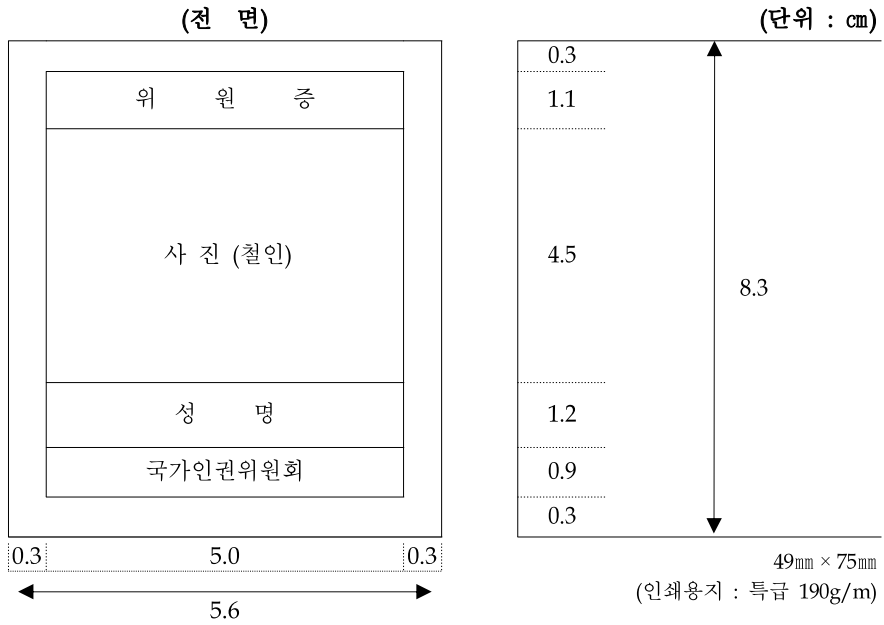 (전 면)
(단위 : ㎝)
위 원 증
사 진 (철인)
성 명
국가인권위원회
0.3
5.0
0.3
5.6
0.3
1.1
4.5
1.2
0.9
0.3
8.3
49㎜ × 75㎜
(인쇄용지 : 특급 190g/m)